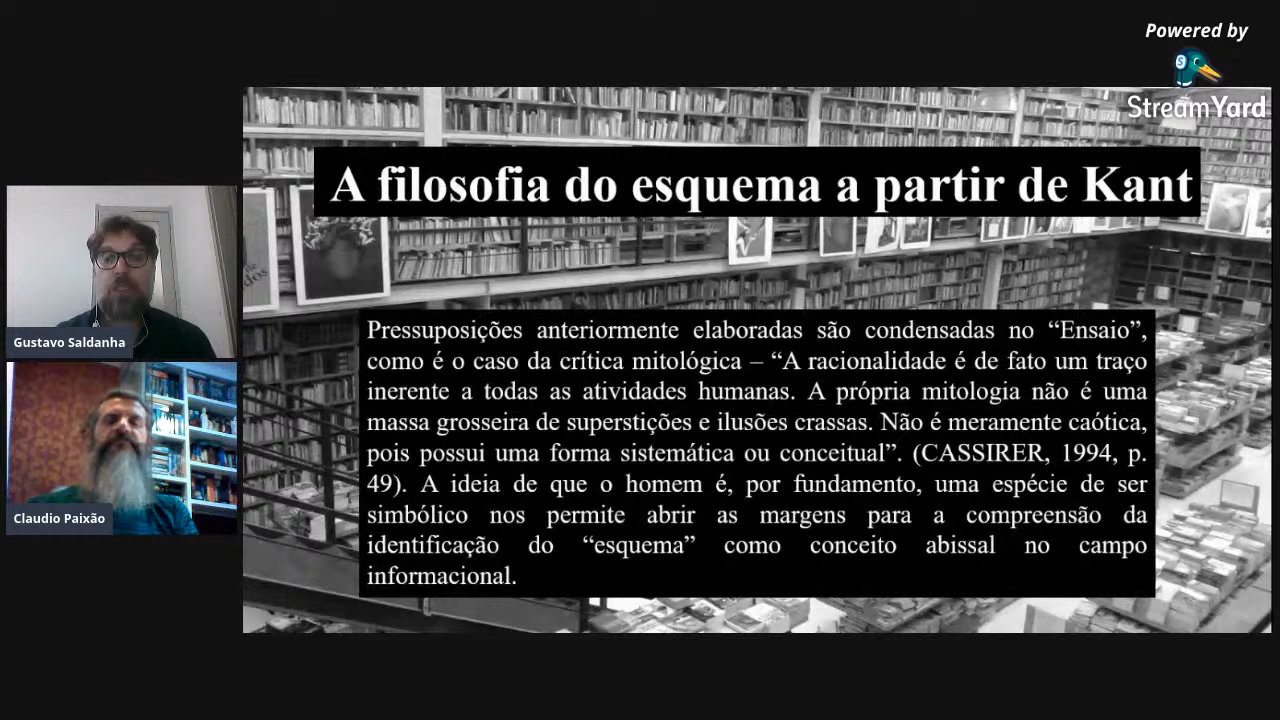 Powered by
StreamYard
A filosofia do esquema a partir de Kant
Gustavo Saldanha
Claudio Paixão
Pressuposições anteriormente elaboradas são condensadas no “Ensaio”,
como é o caso da crítica mitológica – “A racionalidade é de fato um traço
inerente a todas as atividades humanas. A própria mitologia não é uma
massa grosseira de superstições e ilusões crassas. Não é meramente caótica,
pois possui uma forma sistemática ou conceitual”. (CASSIRER, 1994, p.
49). A ideia de que o homem é, por fundamento, uma espécie de ser
simbólico nos permite abrir as margens para a compreensão da
identificação do “esquema” como conceito abissal no campo
informacional.